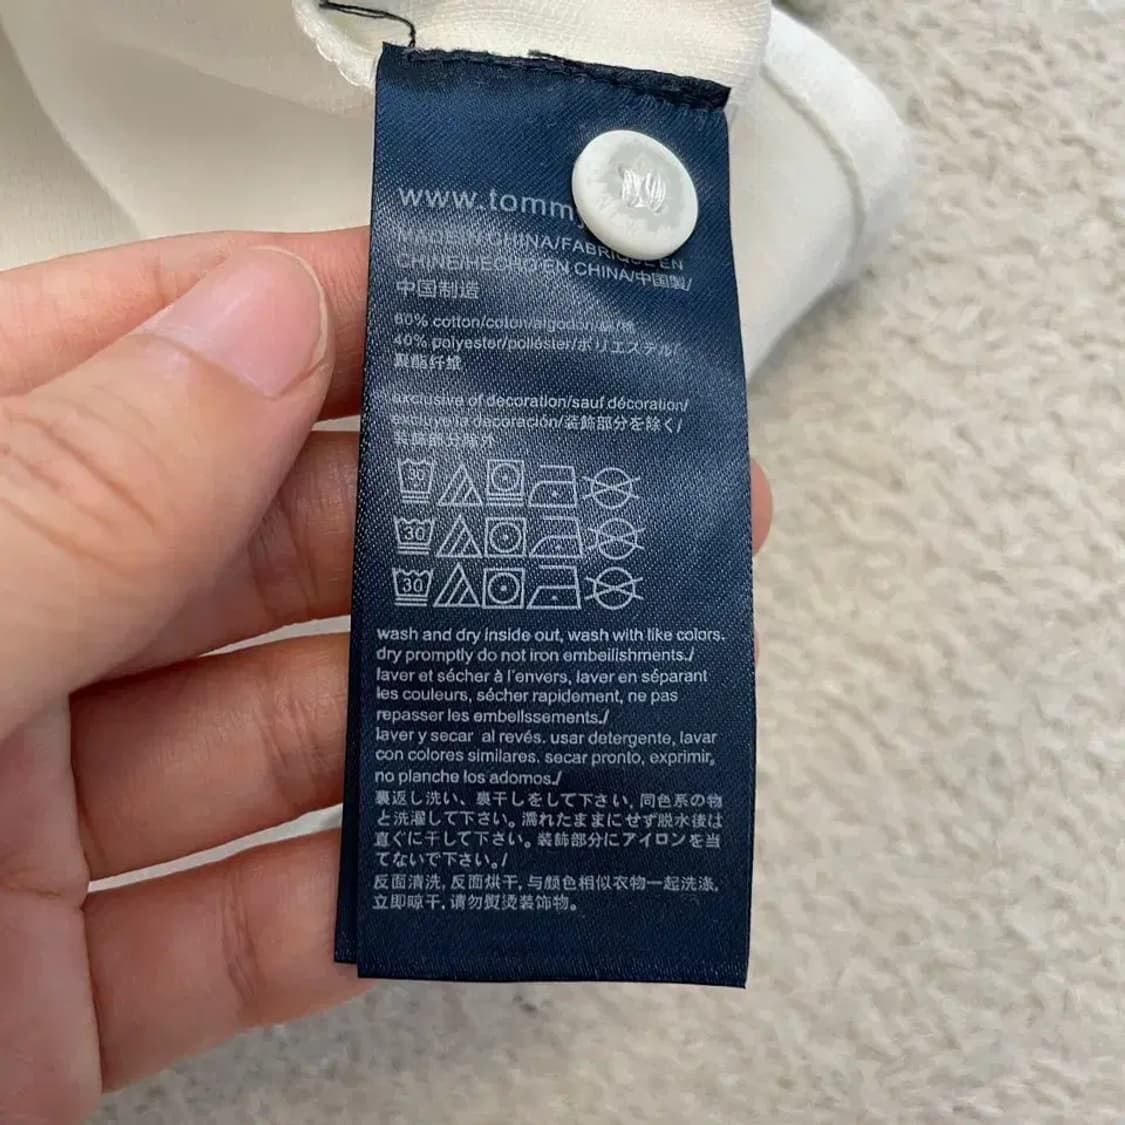 www.tommy
MADE IN CHINA/FABRIQUÉ EN
CHINE/HECHO EN CHINA/中国製/
中国制造
60% cotton/coton/algodón/綿/棉
40% polyester/poliéster/ポリエステル/
聚酯纤维
exclusive of decoration/sauf décoration/
excluye la decoración/装飾部分を除く/
装饰部分除外
30
30
30
wash and dry inside out, wash with like colors.
dry promptly do not iron embeilishments./
laver et sécher à l'envers, laver en séparant
les couleurs, sécher rapidement, ne pas
repasser les embellssements./
laver y secar al revés. usar detergente, lavar
con colores similares. secar pronto, exprimir,
no planche los adomos./
裏返し洗い、裏干しをして下さい, 同色系の物
と洗濯して下さい。濡れたままにせず脱水後は
直ぐに干して下さい。装飾部分にアイロンを当
てないで下さい。/
反面清洗, 反面烘干, 与颜色相似衣物一起洗涤,
立即晾干, 请勿熨烫装饰物。